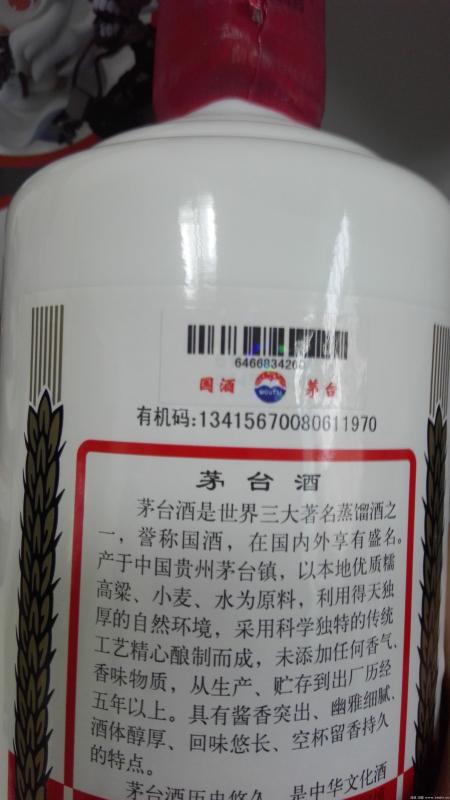 6466834260
国酒 茅台
MOUTAI
有机码:13415670080611970
茅台酒
茅台酒是世界三大著名蒸馏酒之
一，誉称国酒，在国内外享有盛名。
产于中国贵州茅台镇，以本地优质糯
高粱、小麦、水为原料，利用得天独
厚的自然环境，采用科学独特的传统
工艺精心酿制而成，未添加任何香气、
香味物质，从生产、贮存到出厂历经
五年以上。具有酱香突出、幽雅细腻、
酒体醇厚、回味悠长、空杯留香持久
的特点。
茅台酒历史悠久，是中华文化酒